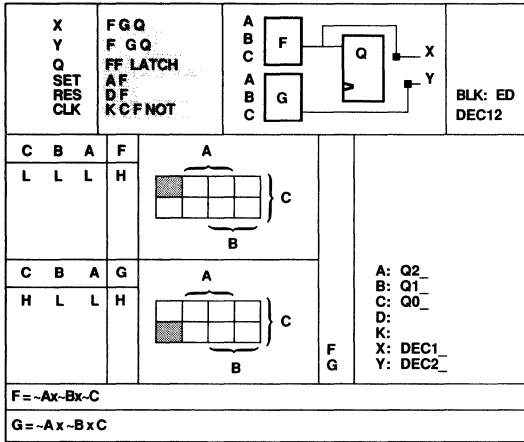 X F G Q
Y F G Q
Q FF LATCH
SET A F
RES D F
CLK K C F NOT
A
B
C
F
A
B
C
G
Q
X
Y
BLK: ED
DEC12
C B A F
L L L H
A
C
B
C B A G
H L L H
A
C
B
F
G
A: Q2_
B: Q1_
C: Q0_
D:
K:
X: DEC1_
Y: DEC2_
F = ~Ax~Bx~C
G = ~A x ~B x C